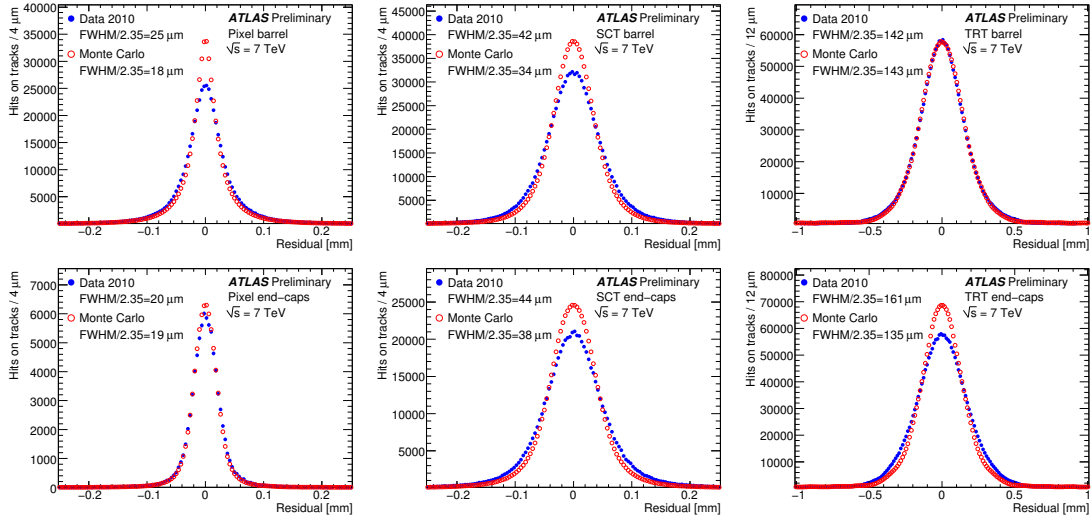 Hits on tracks / 4 μm
40000
35000
30000
25000
20000
15000
10000
5000
Data 2010
FWHM/2.35=25 μm
Monte Carlo
FWHM/2.35=18 μm
ATLAS Preliminary
Pixel barrel
√s = 7 TeV
−0.2 −0.1 0 0.1 0.2
Residual [mm]
Hits on tracks / 4 μm
45000
40000
35000
30000
25000
20000
15000
10000
5000
Data 2010
FWHM/2.35=42 μm
Monte Carlo
FWHM/2.35=34 μm
ATLAS Preliminary
SCT barrel
√s = 7 TeV
−0.2 −0.1 0 0.1 0.2
Residual [mm]
Hits on tracks / 12 μm
60000
50000
40000
30000
20000
10000
Data 2010
FWHM/2.35=142 μm
Monte Carlo
FWHM/2.35=143 μm
ATLAS Preliminary
TRT barrel
√s = 7 TeV
−1 −0.5 0 0.5 1
Residual [mm]
Hits on tracks / 4 μm
7000
6000
5000
4000
3000
2000
1000
0
Data 2010
FWHM/2.35=20 μm
Monte Carlo
FWHM/2.35=19 μm
ATLAS Preliminary
Pixel end−caps
√s = 7 TeV
−0.2 −0.1 0 0.1 0.2
Residual [mm]
Hits on tracks / 4 μm
25000
20000
15000
10000
5000
Data 2010
FWHM/2.35=44 μm
Monte Carlo
FWHM/2.35=38 μm
ATLAS Preliminary
SCT end−caps
√s = 7 TeV
−0.2 −0.1 0 0.1 0.2
Residual [mm]
Hits on tracks / 12 μm
80000
70000
60000
50000
40000
30000
20000
10000
Data 2010
FWHM/2.35=161 μm
Monte Carlo
FWHM/2.35=135 μm
ATLAS Preliminary
TRT end−caps
√s = 7 TeV
−1 −0.5 0 0.5 1
Residual [mm]